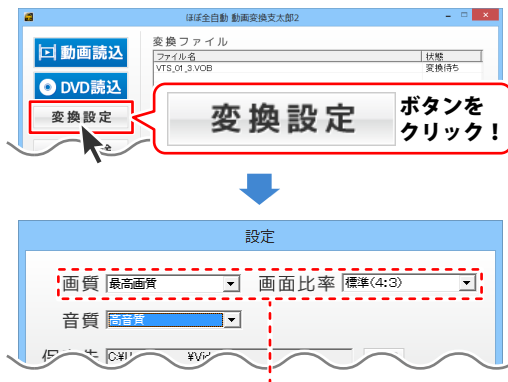 ほぼ全自動 動画変換支太郎2
動画読込
変換ファイル
ファイル名 状態
VTS_01_3.VOB 変換待ち
DVD読込
変換設定
変換設定
ボタンを
クリック！
設定
画質 最高画質 画面比率 標準(4:3)
音質 高音質